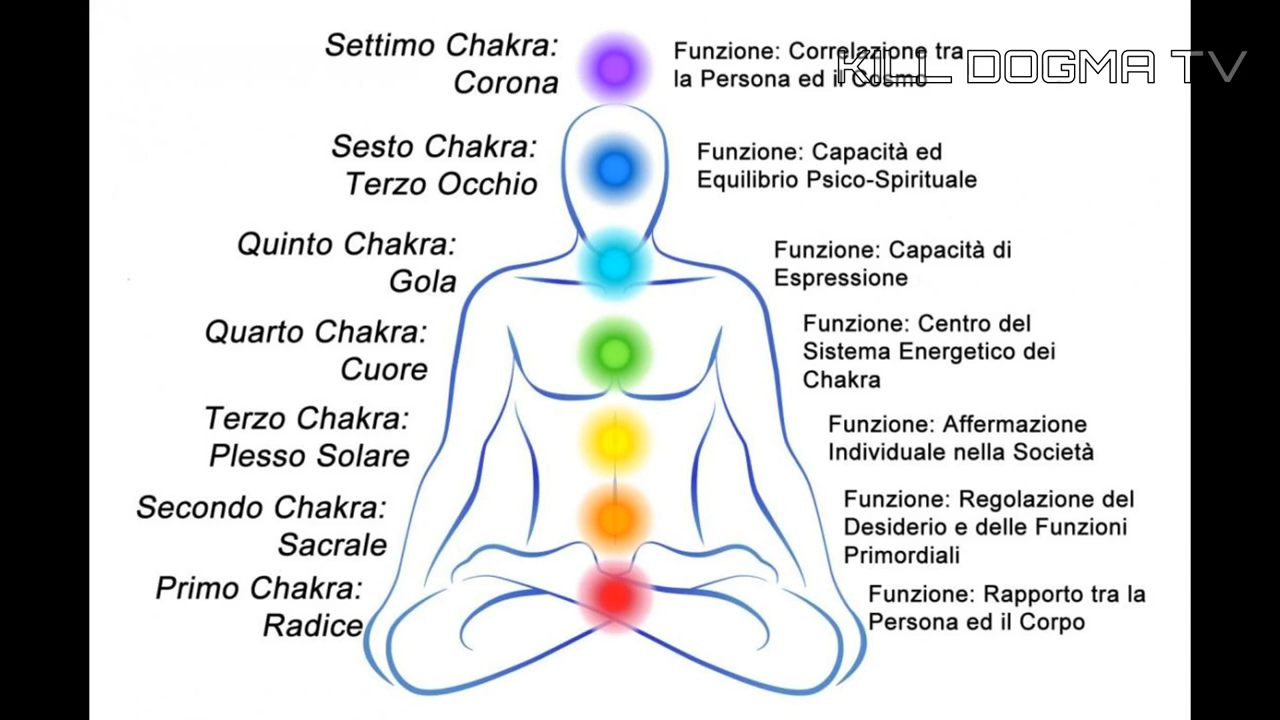 Settimo Chakra:
Corona
Funzione: Correlazione tra
la Persona ed il Cosmo
KILL DOGMA TV
Sesto Chakra:
Terzo Occhio
Funzione: Capacità ed
Equilibrio Psico-Spirituale
Quinto Chakra:
Gola
Funzione: Capacità di
Espressione
Quarto Chakra:
Cuore
Funzione: Centro del
Sistema Energetico dei
Chakra
Terzo Chakra:
Plesso Solare
Funzione: Affermazione
Individuale nella Società
Secondo Chakra:
Sacrale
Funzione: Regolazione del
Desiderio e delle Funzioni
Primordiali
Primo Chakra:
Radice
Funzione: Rapporto tra la
Persona ed il Corpo